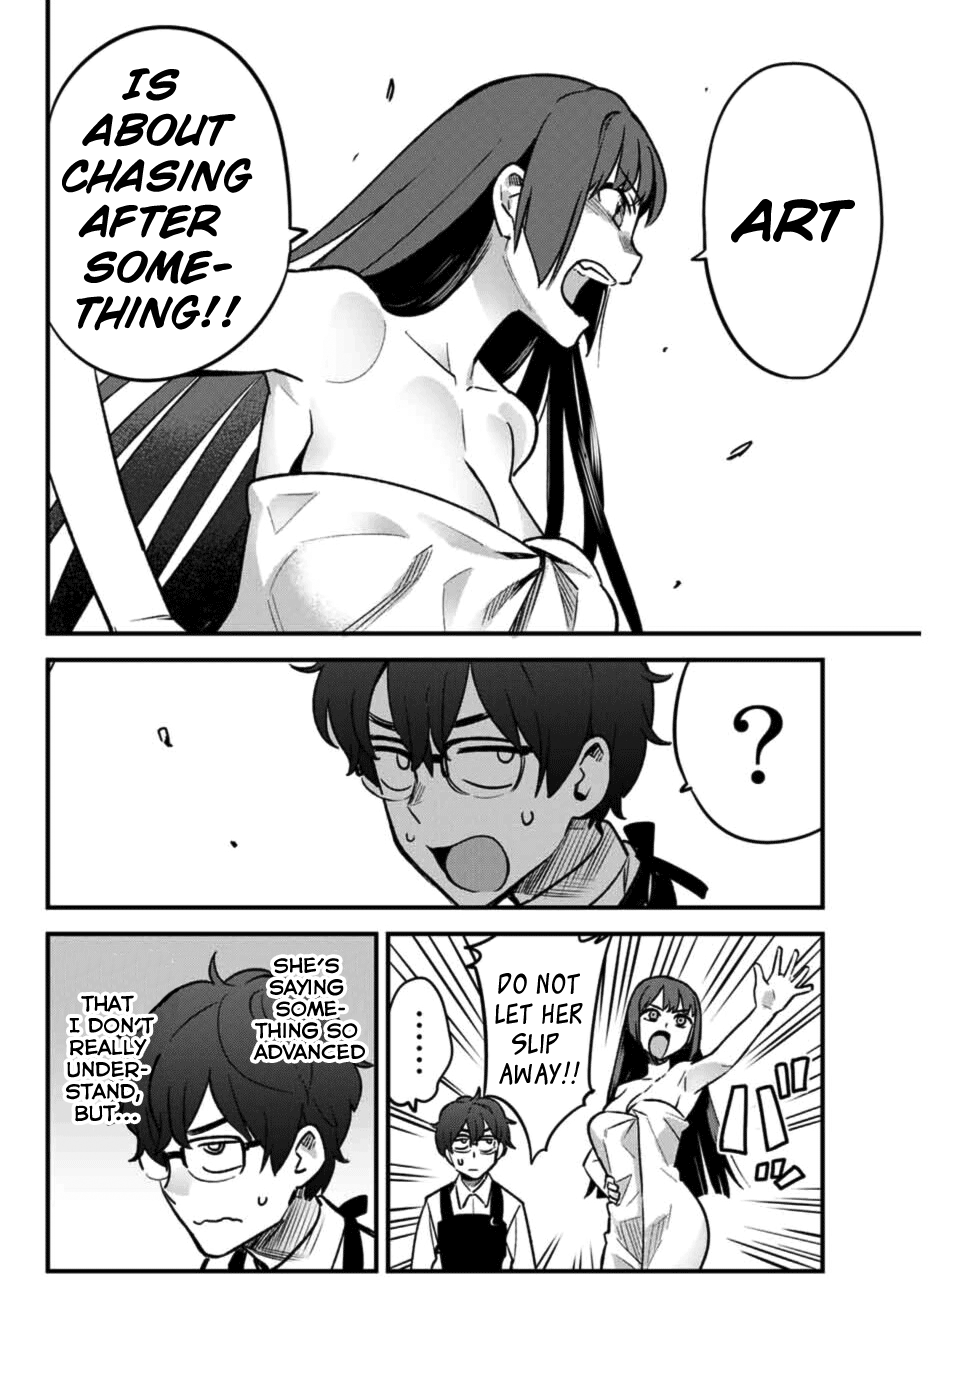 ART
IS
ABOUT
CHASING
AFTER
SOME-
THING!!
?
DO NOT
LET HER
SLIP
AWAY!!
......
SHE'S
SAYING
SOME-
THING SO
ADVANCED
THAT
I DON'T
REALLY
UNDER-
STAND,
BUT...